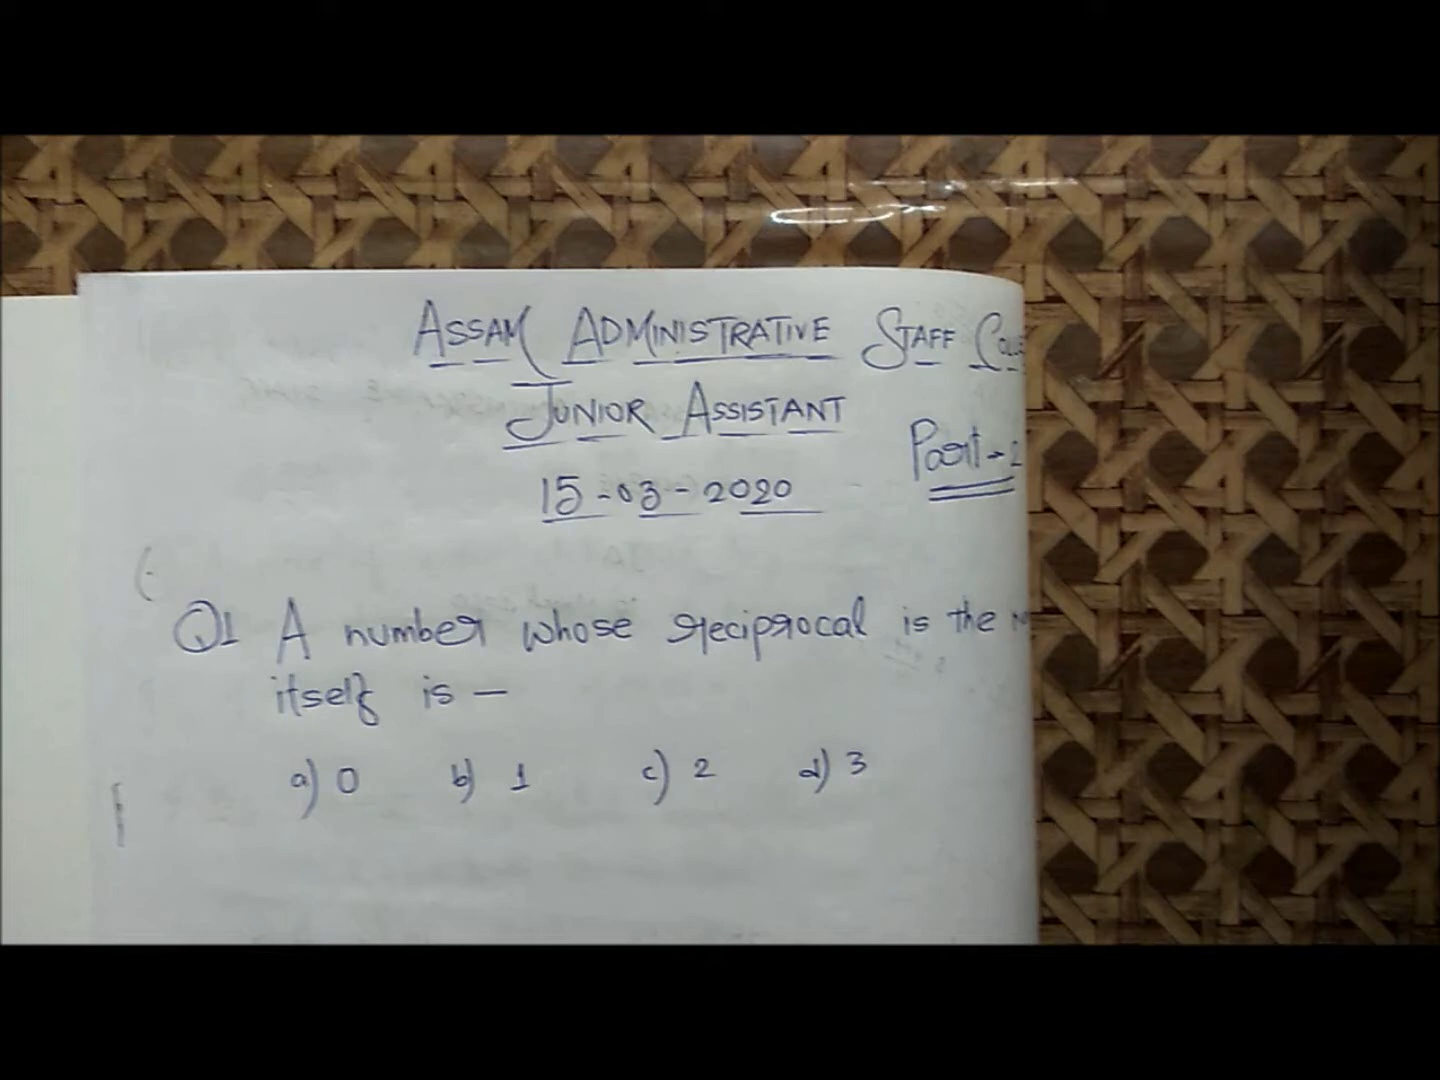 ASSAM ADMINISTRATIVE STAFF
JUNIOR ASSISTANT
Part-2
15-03-2020
Q1 A number whose reciprocal is the
itself is —
a) 0 b) 1 c) 2 d) 3